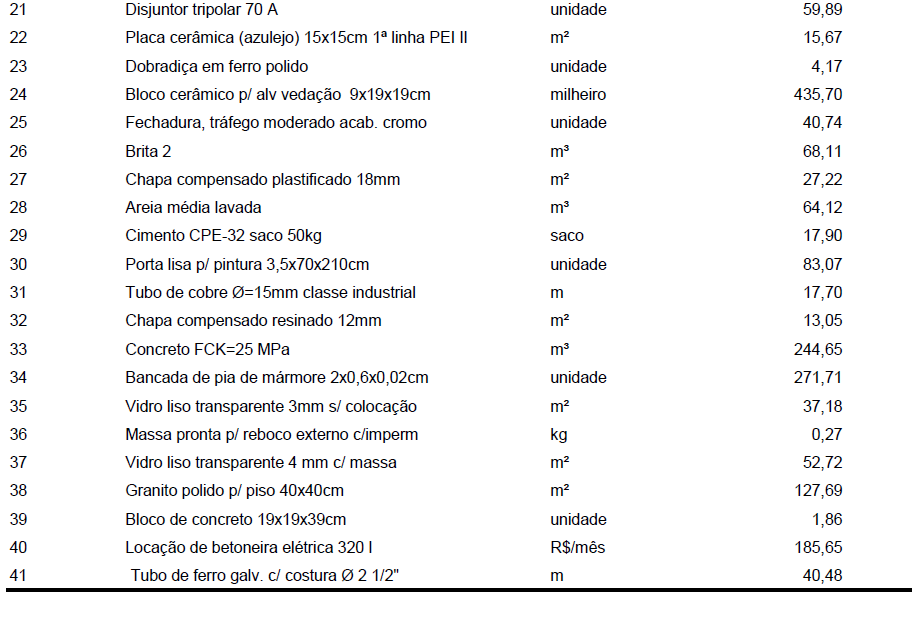 21 Disjuntor tripolar 70 A unidade 59,89
22 Placa cerâmica (azulejo) 15x15cm 1ª linha PEI II m² 15,67
23 Dobradiça em ferro polido unidade 4,17
24 Bloco cerâmico p/ alv vedação 9x19x19cm milheiro 435,70
25 Fechadura, tráfego moderado acab. cromo unidade 40,74
26 Brita 2 m³ 68,11
27 Chapa compensado plastificado 18mm m² 27,22
28 Areia média lavada m³ 64,12
29 Cimento CPE-32 saco 50kg saco 17,90
30 Porta lisa p/ pintura 3,5x70x210cm unidade 83,07
31 Tubo de cobre Ø=15mm classe industrial m 17,70
32 Chapa compensado resinado 12mm m² 13,05
33 Concreto FCK=25 MPa m³ 244,65
34 Bancada de pia de mármore 2x0,6x0,02cm unidade 271,71
35 Vidro liso transparente 3mm s/ colocação m² 37,18
36 Massa pronta p/ reboco externo c/imperm kg 0,27
37 Vidro liso transparente 4 mm c/ massa m² 52,72
38 Granito polido p/ piso 40x40cm m² 127,69
39 Bloco de concreto 19x19x39cm unidade 1,86
40 Locação de betoneira elétrica 320 l R$/mês 185,65
41 Tubo de ferro galv. c/ costura Ø 2 1/2" m 40,48